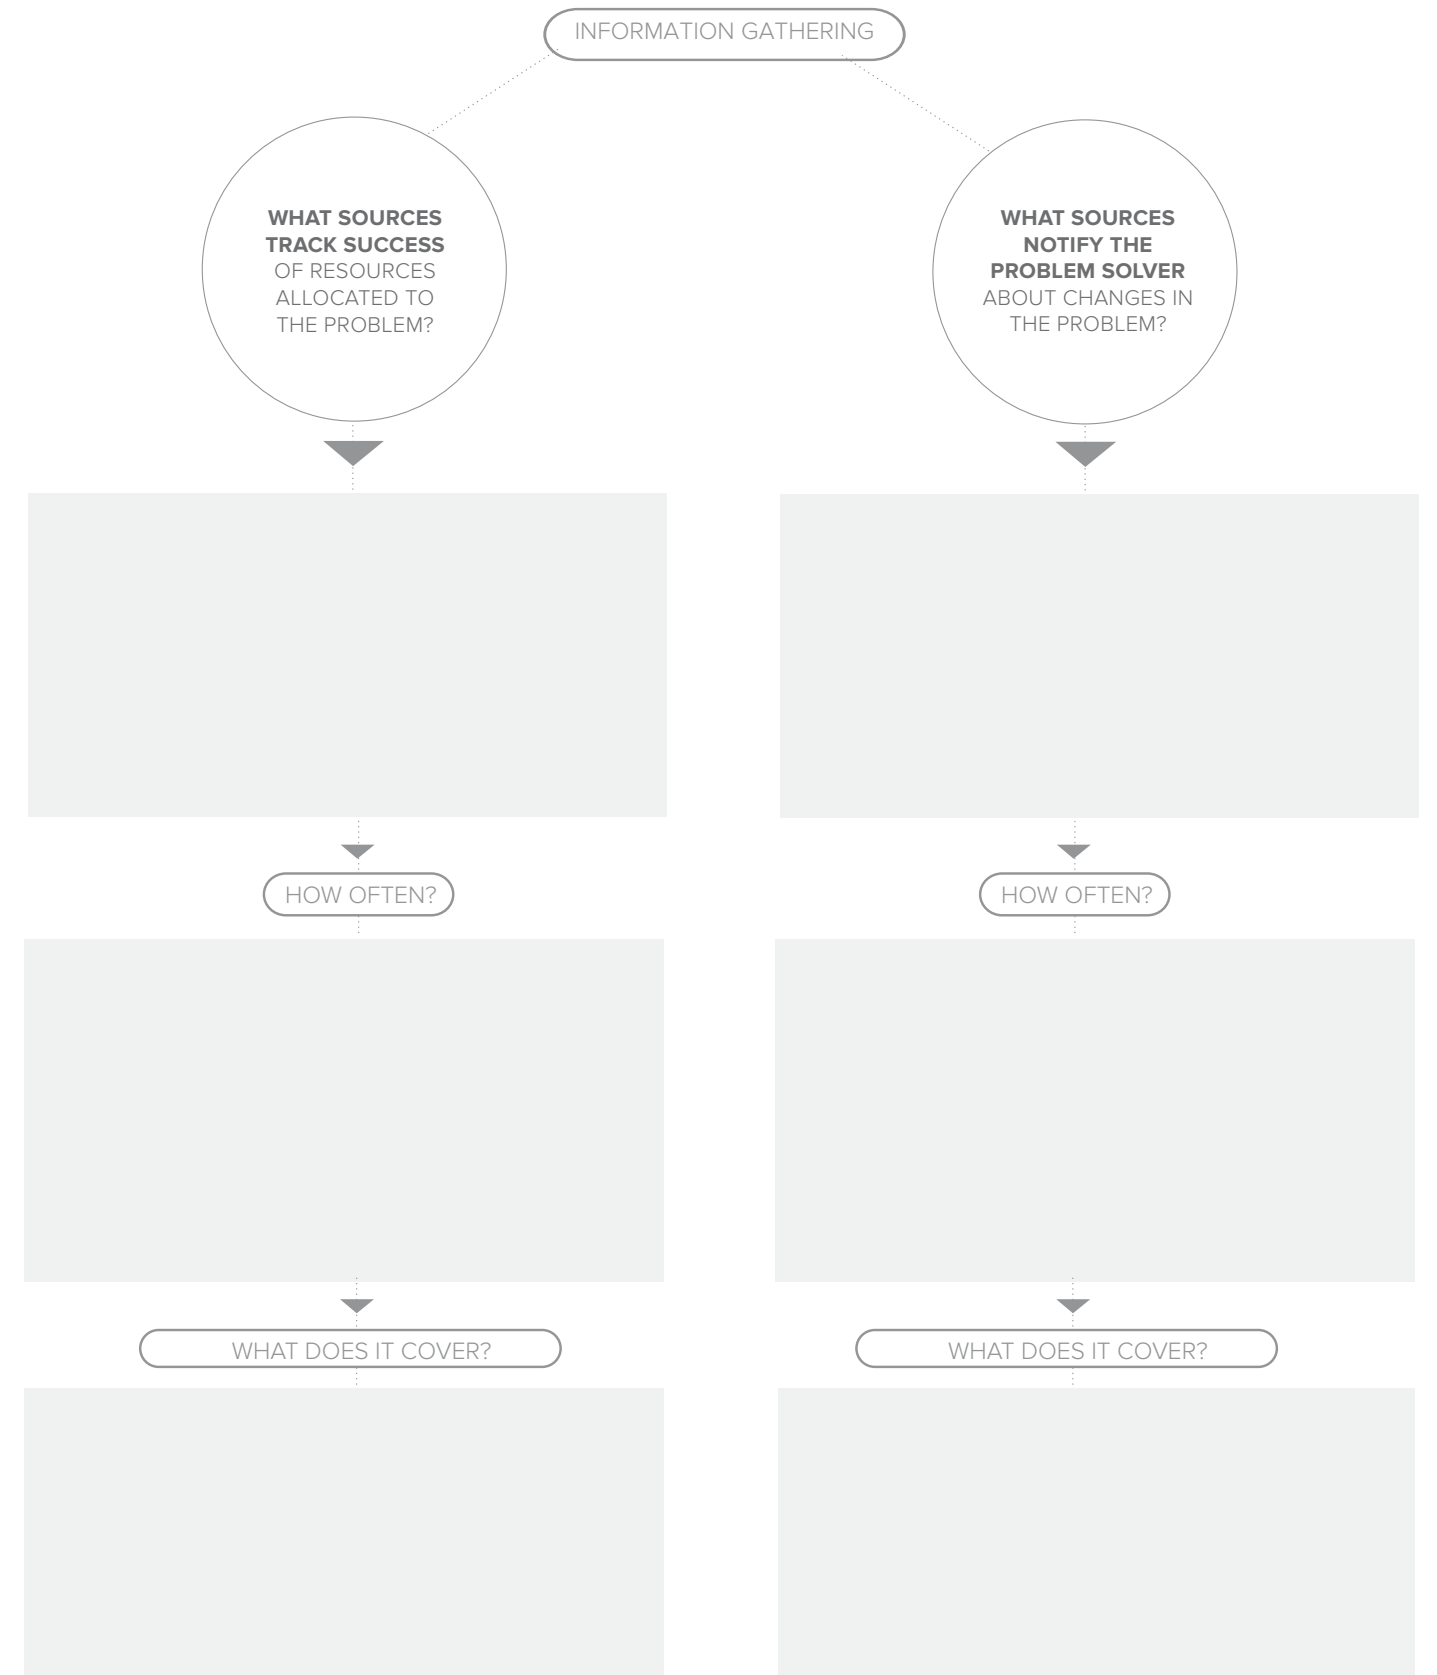 INFORMATION GATHERING
WHAT SOURCES
TRACK SUCCESS
OF RESOURCES
ALLOCATED TO
THE PROBLEM?
WHAT SOURCES
NOTIFY THE
PROBLEM SOLVER
ABOUT CHANGES IN
THE PROBLEM?
HOW OFTEN?
HOW OFTEN?
WHAT DOES IT COVER?
WHAT DOES IT COVER?